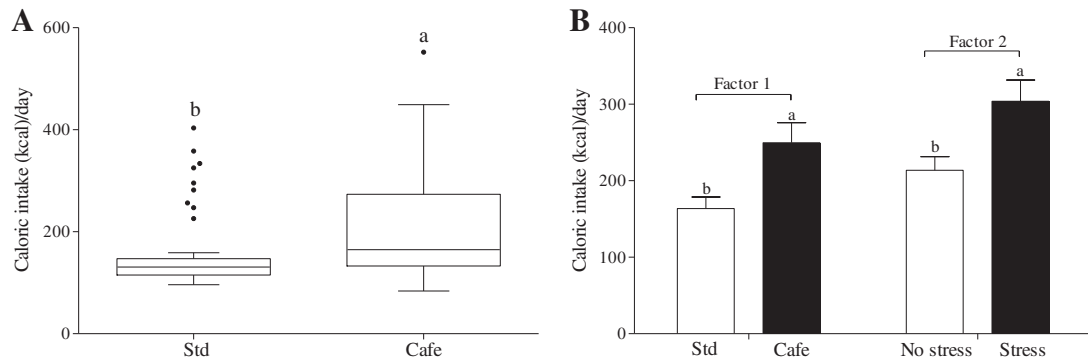 A
Caloric intake (kcal)/day
600
400
200
0
b
a
Std
Cafe
B
Caloric intake (kcal)/day
400
300
200
100
0
Factor 1
Factor 2
b
a
b
a
Std
Cafe
No stress
Stress